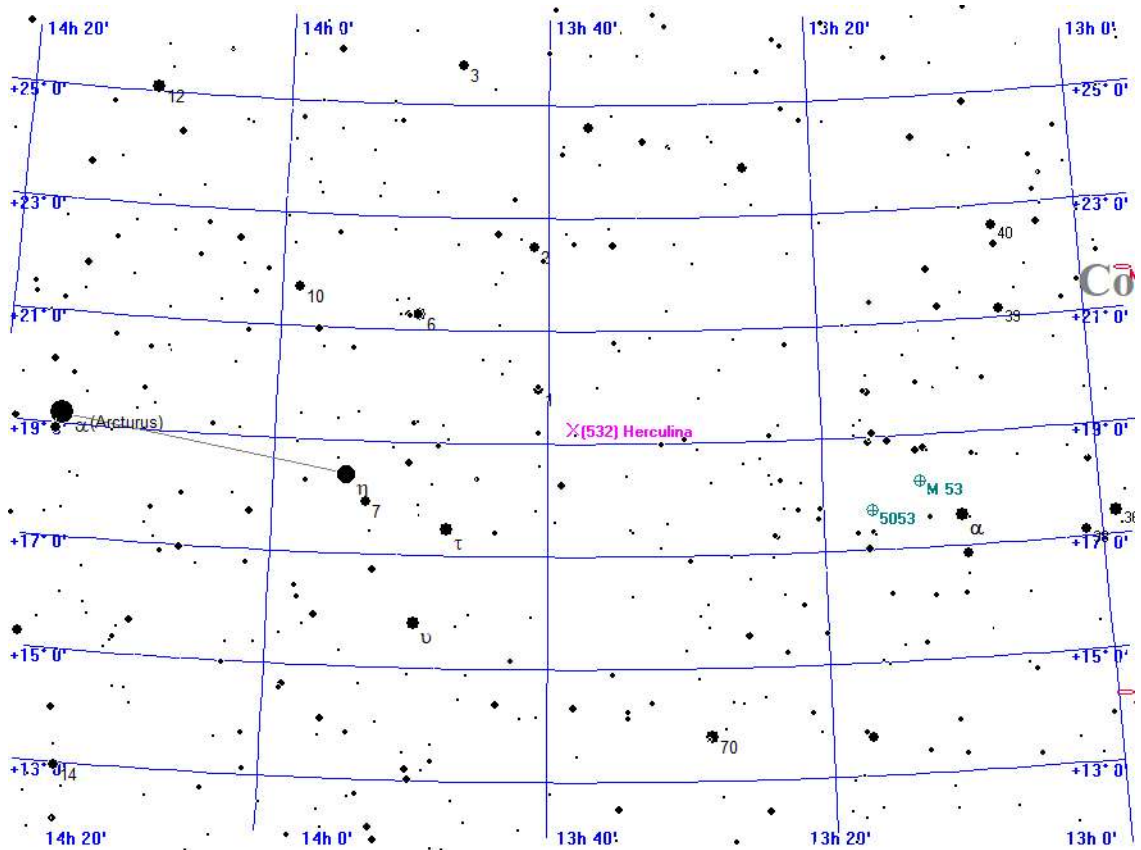 14h 20' 14h 0' 13h 40' 13h 20' 13h 0'
3
12
+25° 0' +25° 0'
+23° 0' +23° 0'
40
2
Co
10
39
6
+21° 0' +21° 0'
1
α (Arcturus)
+19° +19° 0'
(532) Herculina
η
M 53
7
5053
36
α
τ
38
+17° 0' +17° 0'
υ
+15° 0' +15° 0'
70
14
+13° 0' +13° 0'
14h 20' 14h 0' 13h 40' 13h 20' 13h 0'